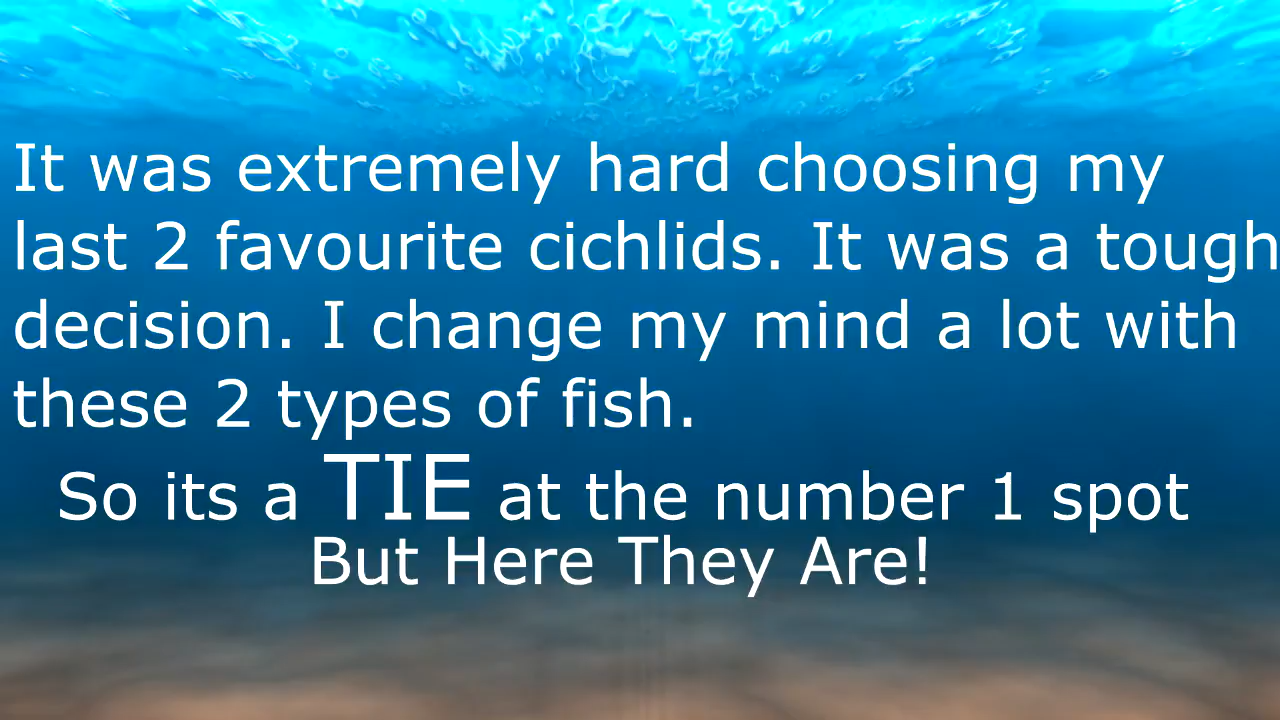 It was extremely hard choosing my
last 2 favourite cichlids. It was a tough
decision. I change my mind a lot with
these 2 types of fish.
So its a TIE at the number 1 spot
But Here They Are!